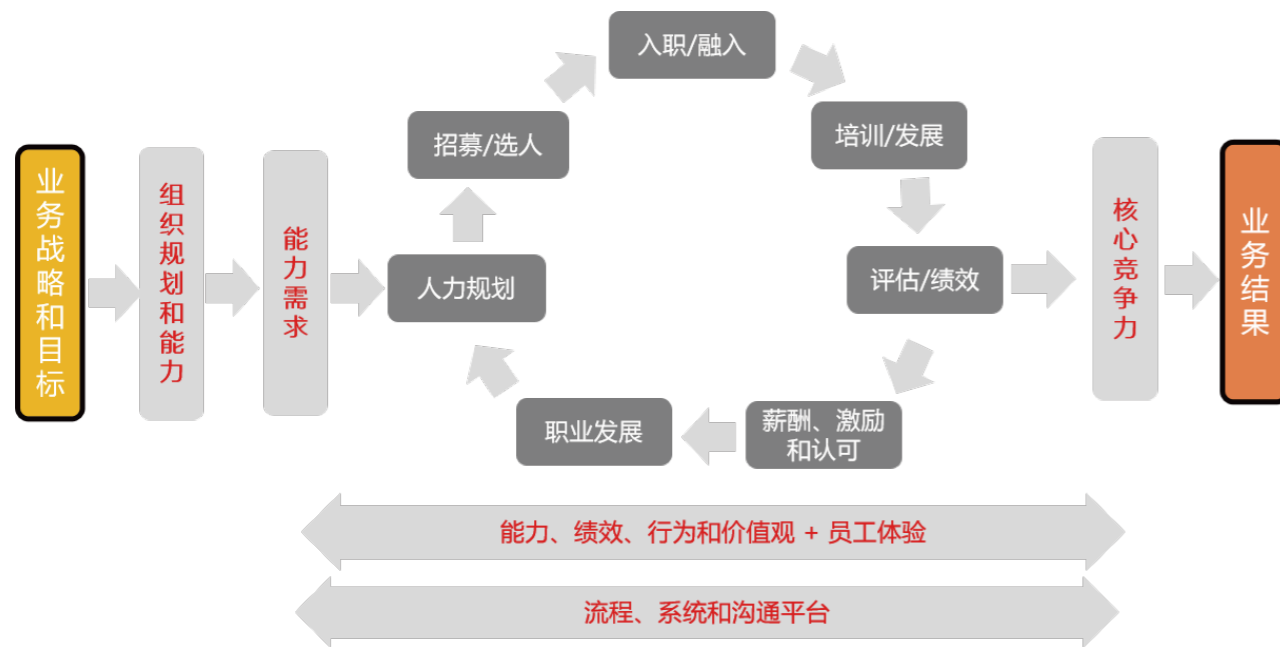 业务战略和目标
组织规划和能力
能力需求
人力规划
招募/选人
入职/融入
培训/发展
评估/绩效
薪酬、激励
和认可
职业发展
核心竞争力
业务结果
能力、绩效、行为和价值观 + 员工体验
流程、系统和沟通平台